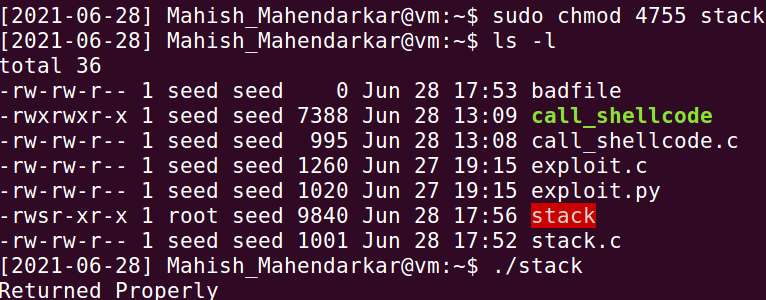 [2021-06-28] Mahish_Mahendarkar@vm:~$ sudo chmod 4755 stack
[2021-06-28] Mahish_Mahendarkar@vm:~$ ls -l
total 36
-rw-rw-r-- 1 seed seed    0 Jun 28 17:53 badfile
-rwxrwxr-x 1 seed seed 7388 Jun 28 13:09 call_shellcode
-rw-rw-r-- 1 seed seed  995 Jun 28 13:08 call_shellcode.c
-rw-rw-r-- 1 seed seed 1260 Jun 27 19:15 exploit.c
-rw-rw-r-- 1 seed seed 1020 Jun 27 19:15 exploit.py
-rwsr-xr-x 1 root seed 9840 Jun 28 17:56 stack
-rw-rw-r-- 1 seed seed 1001 Jun 28 17:52 stack.c
[2021-06-28] Mahish_Mahendarkar@vm:~$ ./stack
Returned Properly